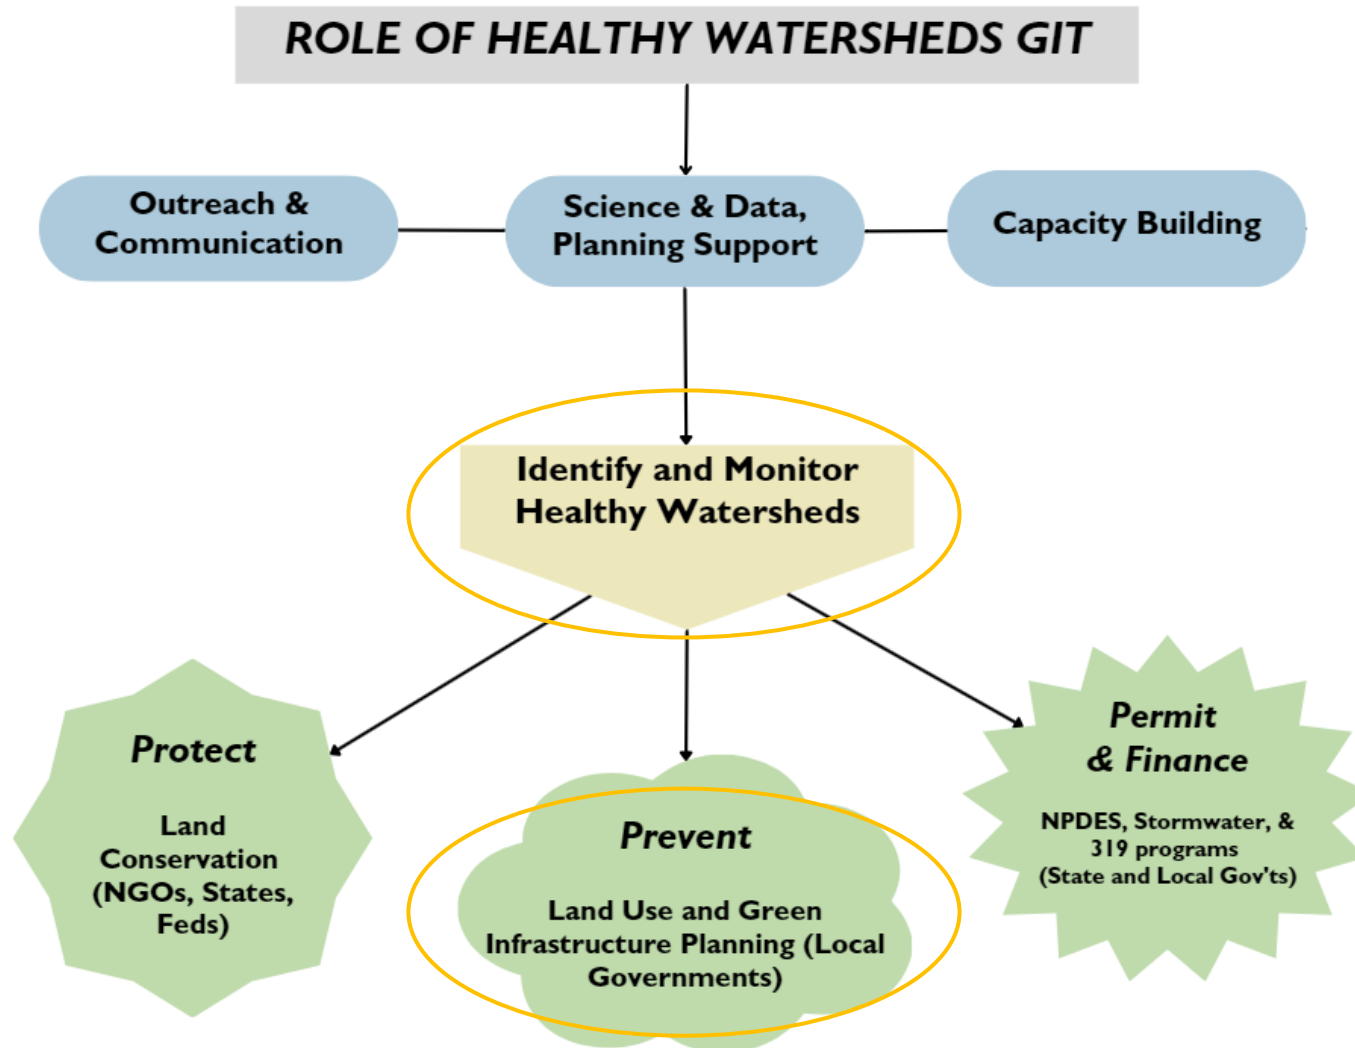 ROLE OF HEALTHY WATERSHEDS GIT
Outreach &
Communication
Science & Data,
Planning Support
Capacity Building
Identify and Monitor
Healthy Watersheds
Protect
Land
Conservation
(NGOs, States,
Feds)
Prevent
Land Use and Green
Infrastructure Planning (Local
Governments)
Permit
& Finance
NPDES, Stormwater, &
319 programs
(State and Local Gov'ts)